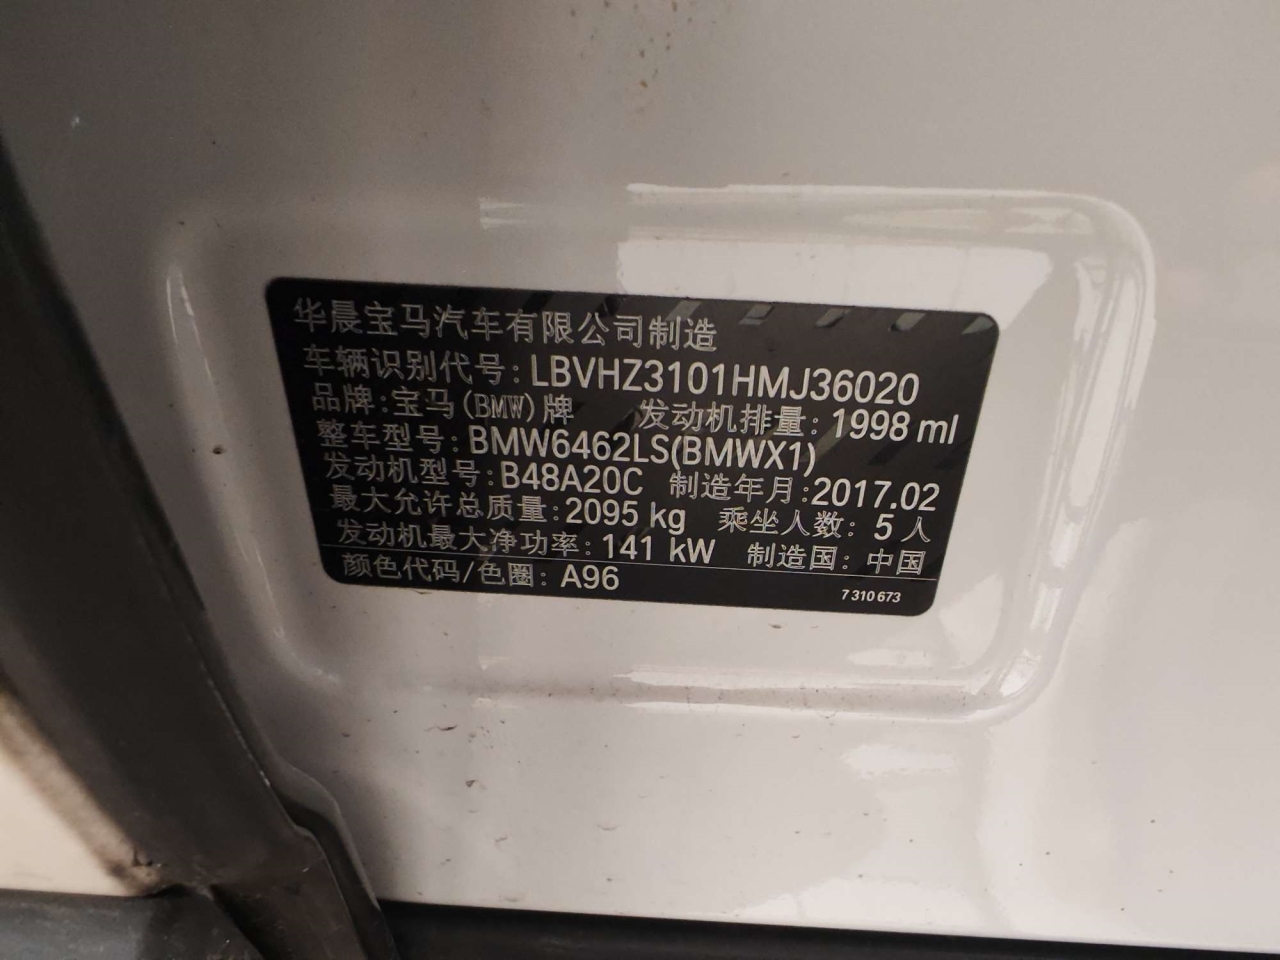 华晨宝马汽车有限公司制造
车辆识别代号: LBVHZ3101HMJ36020
品牌: 宝马(BMW)牌 发动机排量: 1998 ml
整车型号: BMW6462LS(BMWX1)
发动机型号: B48A20C 制造年月: 2017.02
最大允许总质量: 2095 kg 乘坐人数: 5 人
发动机最大净功率: 141 kW 制造国: 中国
颜色代码/色圈: A96
7 310 673